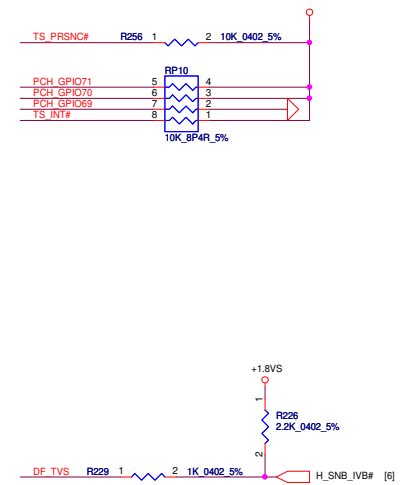 TS_PRSNC# R256 1 2 10K_0402_5%
RP10
PCH_GPIO71 5 4
PCH_GPIO70 6 3
PCH_GPIO69 7 2
TS_INT# 8 1
10K_8P4R_5%
+1.8VS
1
R226
2.2K_0402_5%
2
DF_TVS R229 1 2 1K_0402_5% H_SNB_IVB# [6]